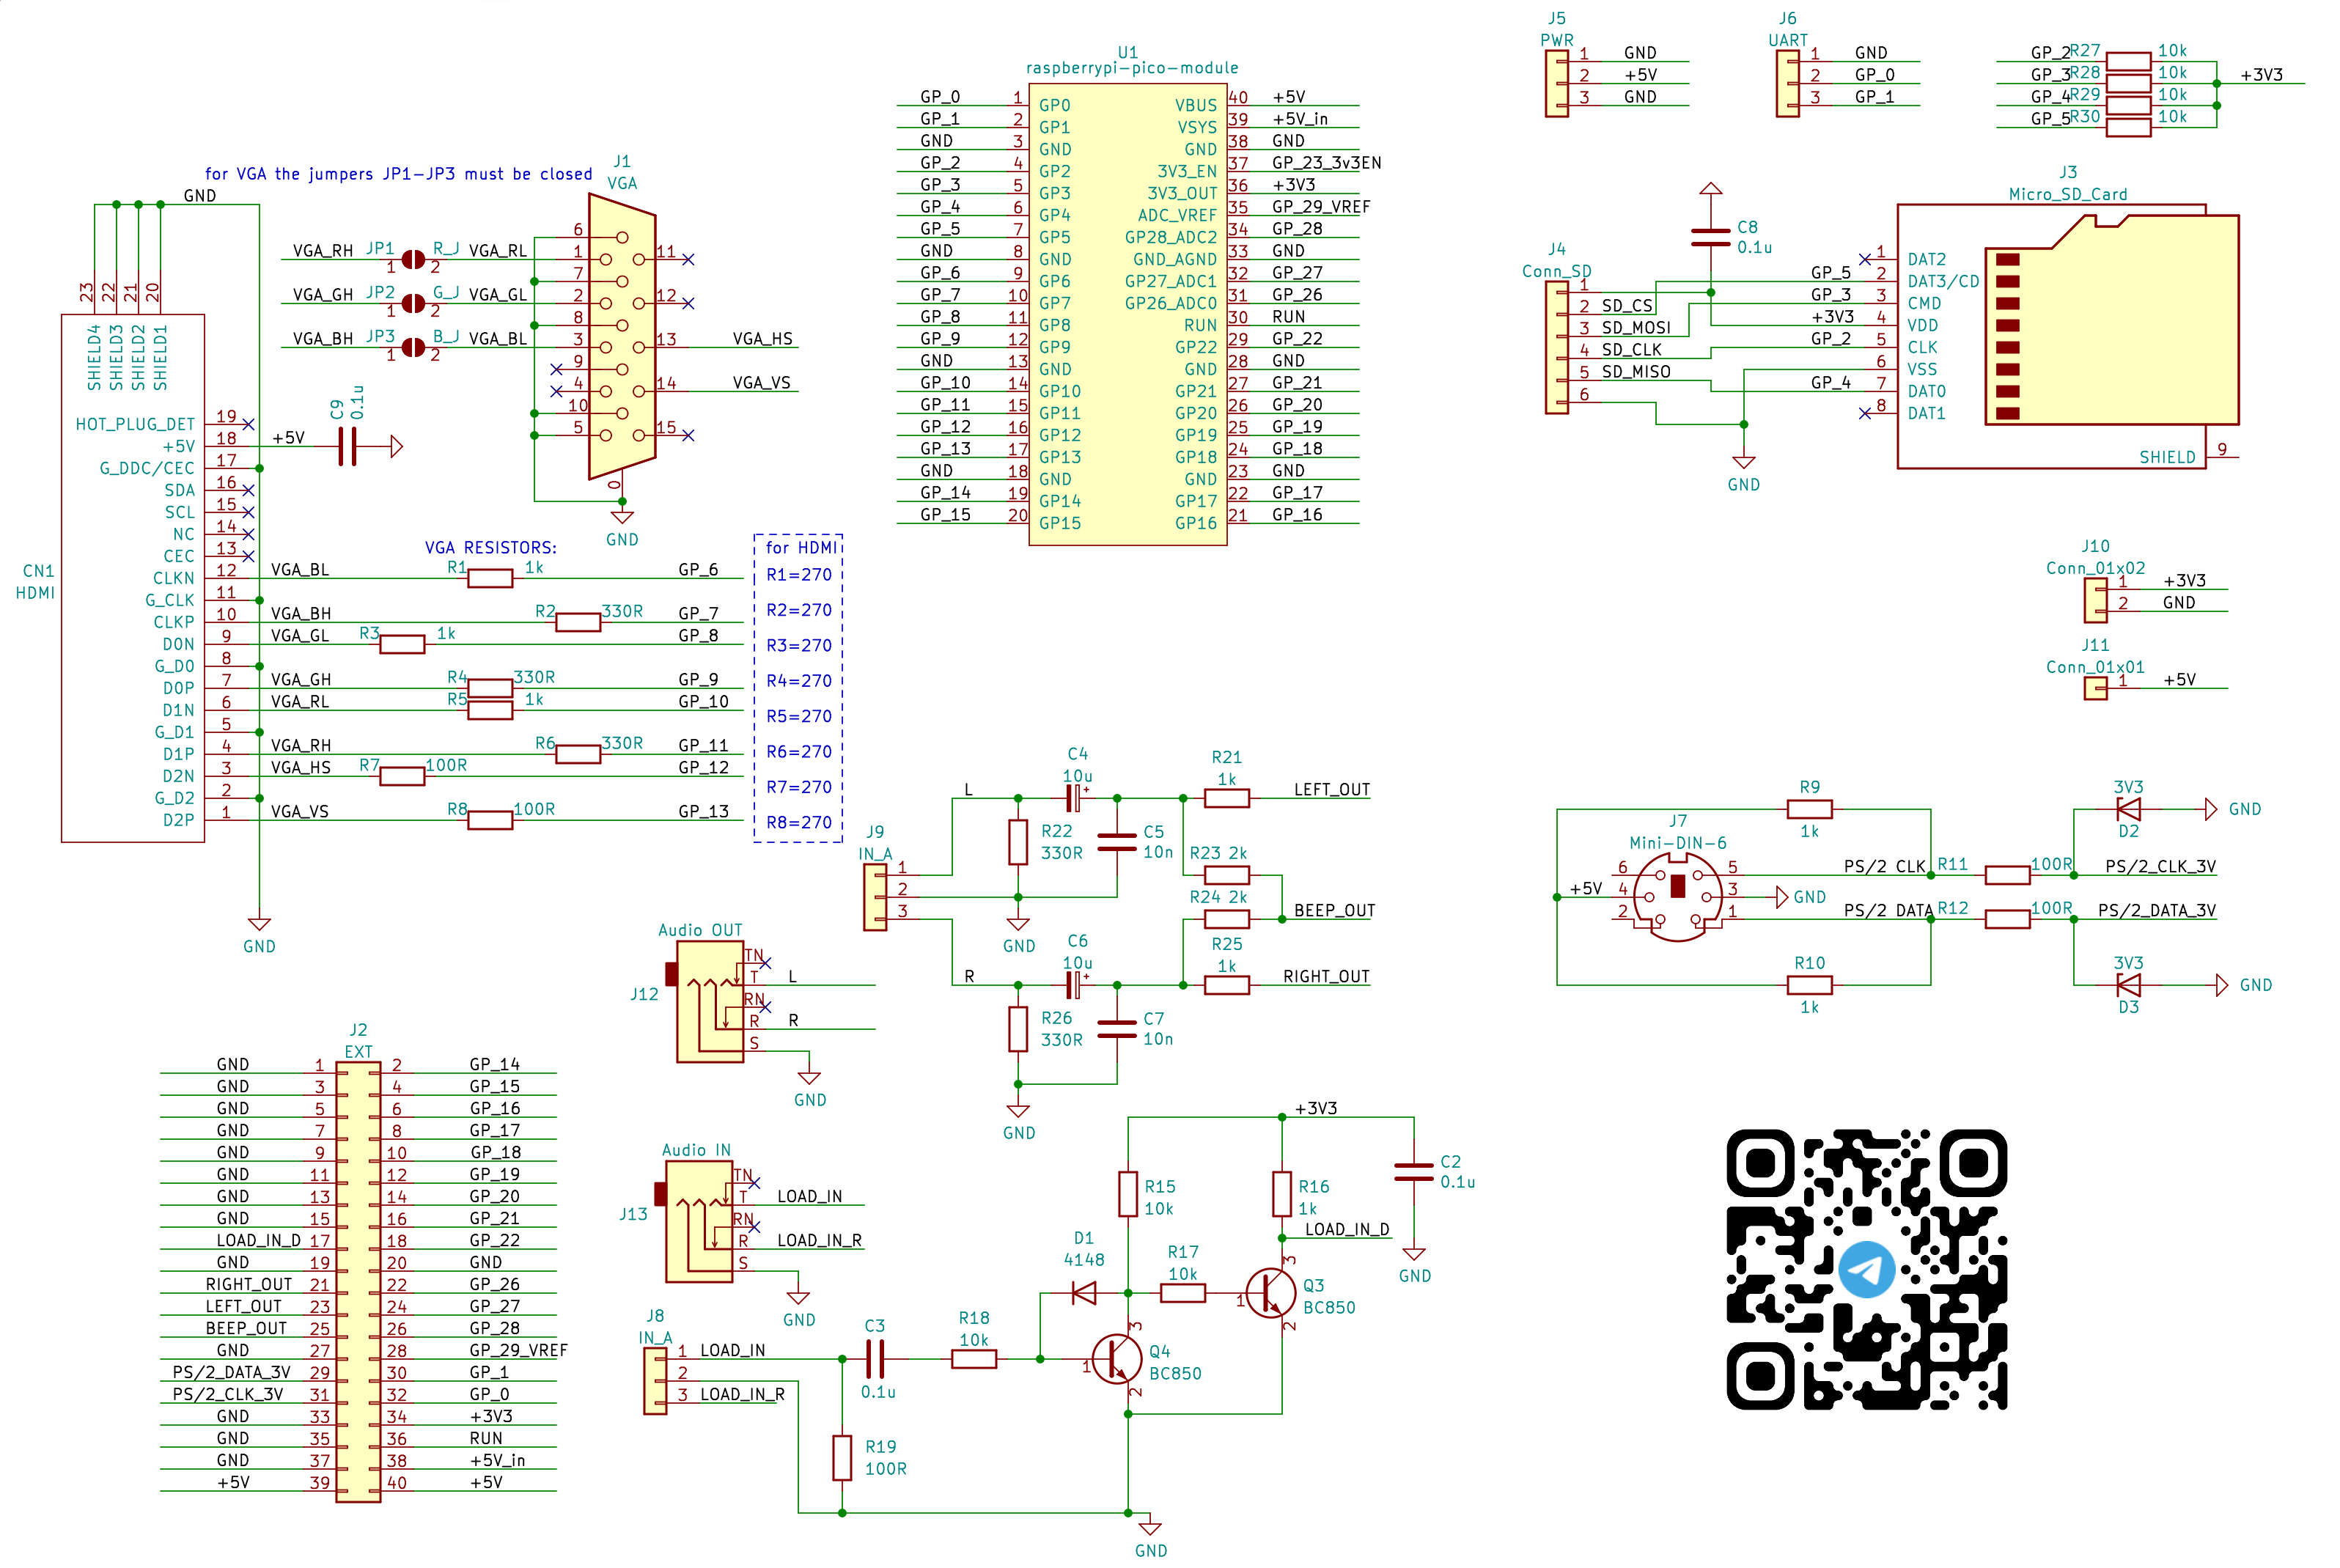 for VGA the jumpers JP1-JP3 must be closed
GND
23
22
21
20
SHIELD4
SHIELD3
SHIELD2
SHIELD1
CN1
HDMI
HOT_PLUG_DET 19
+5V 18 +5V
C9
0.1u
G_DDC/CEC 17
SDA 16
SCL 15
NC 14
CEC 13
VGA RESISTORS:
CLKN 12 VGA_BL R1 1k GP_6
G_CLK 11
CLKP 10 VGA_BH R2 330R GP_7
D0N 9 VGA_GL R3 1k GP_8
G_D0 8
D0P 7 VGA_GH R4 330R GP_9
D1N 6 VGA_RL R5 1k GP_10
G_D1 5
D1P 4 VGA_RH R6 330R GP_11
D2N 3 VGA_HS R7 100R GP_12
G_D2 2
D2P 1 VGA_VS R8 100R GP_13
GND
for HDMI
R1=270
R2=270
R3=270
R4=270
R5=270
R6=270
R7=270
R8=270
VGA_RH JP1 1 2 R_J VGA_RL
VGA_GH JP2 1 2 G_J VGA_GL
VGA_BH JP3 1 2 B_J VGA_BL
J1
VGA
6
1 11
7
2 12
8
3 13 VGA_HS
9
4 14 VGA_VS
10
5 15
0
GND
U1
raspberrypi-pico-module
GP_0 1 GP0 VBUS 40 +5V
GP_1 2 GP1 VSYS 39 +5V_in
GND 3 GND GND 38 GND
GP_2 4 GP2 3V3_EN 37 GP_23_3v3EN
GP_3 5 GP3 3V3_OUT 36 +3V3
GP_4 6 GP4 ADC_VREF 35 GP_29_VREF
GP_5 7 GP5 GP28_ADC2 34 GP_28
GND 8 GND GND_AGND 33 GND
GP_6 9 GP6 GP27_ADC1 32 GP_27
GP_7 10 GP7 GP26_ADC0 31 GP_26
GP_8 11 GP8 RUN 30 RUN
GP_9 12 GP9 GP22 29 GP_22
GND 13 GND GND 28 GND
GP_10 14 GP10 GP21 27 GP_21
GP_11 15 GP11 GP20 26 GP_20
GP_12 16 GP12 GP19 25 GP_19
GP_13 17 GP13 GP18 24 GP_18
GND 18 GND GND 23 GND
GP_14 19 GP14 GP17 22 GP_17
GP_15 20 GP15 GP16 21 GP_16
J5
PWR
1 GND
2 +5V
3 GND
J6
UART
1 GND
2 GP_0
3 GP_1
GP_2 R27 10k
GP_3 R28 10k +3V3
GP_4 R29 10k
GP_5 R30 10k
J3
Micro_SD_Card
C8
0.1u
J4
Conn_SD
1
2 SD_CS
3 SD_MOSI
4 SD_CLK
5 SD_MISO
6
1 DAT2
GP_5 2 DAT3/CD
GP_3 3 CMD
+3V3 4 VDD
GP_2 5 CLK
6 VSS
GP_4 7 DAT0
8 DAT1
SHIELD 9
GND
J10
Conn_01x02
1 +3V3
2 GND
J11
Conn_01x01
1 +5V
J9
IN_A
1
2
3
L
C4
10u
R21
1k
LEFT_OUT
R22
330R
C5
10n
R23 2k
R24 2k
BEEP_OUT
GND
R
C6
10u
R25
1k
RIGHT_OUT
R26
330R
C7
10n
GND
Audio OUT
J12
TN
T L
RN
R R
S
GND
Audio IN
J13
TN
T LOAD_IN
RN
R LOAD_IN_R
S
GND
J7
Mini-DIN-6
+5V
6 5
4 3
2 1
GND
R9
1k
R10
1k
PS/2 CLK R11 100R PS/2_CLK_3V
PS/2 DATA R12 100R PS/2_DATA_3V
3V3
D2
GND
3V3
D3
GND
J2
EXT
GND 1 2 GP_14
GND 3 4 GP_15
GND 5 6 GP_16
GND 7 8 GP_17
GND 9 10 GP_18
GND 11 12 GP_19
GND 13 14 GP_20
GND 15 16 GP_21
LOAD_IN_D 17 18 GP_22
GND 19 20 GND
RIGHT_OUT 21 22 GP_26
LEFT_OUT 23 24 GP_27
BEEP_OUT 25 26 GP_28
GND 27 28 GP_29_VREF
PS/2_DATA_3V 29 30 GP_1
PS/2_CLK_3V 31 32 GP_0
GND 33 34 +3V3
GND 35 36 RUN
GND 37 38 +5V_in
+5V 39 40 +5V
J8
IN_A
1 LOAD_IN
2
3 LOAD_IN_R
C3
0.1u
R18
10k
R19
100R
D1
4148
R15
10k
R17
10k
R16
1k
+3V3
C2
0.1u
GND
LOAD_IN_D
3
1
2
Q3
BC850
3
1
2
Q4
BC850
GND